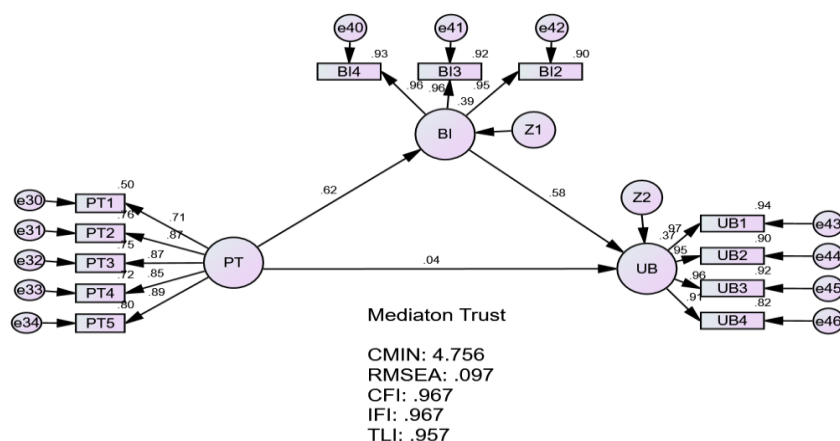 e40 e41 e42
.93 .92 .90
BI4 BI3 BI2
.96 .96 .95
.39
BI Z1
.62 .58
e30 PT1 .50
.71
e31 PT2 .76
.87
e32 PT3 .75
.87
e33 PT4 .72
.85
e34 PT5 .80
.89
PT
.04
Z2
UB
.37
.97 UB1 .94 e43
.95 UB2 .90 e44
.96 UB3 .92 e45
.91 UB4 .82 e46
Mediaton Trust
CMIN: 4.756
RMSEA: .097
CFI: .967
IFI: .967
TLI: .957